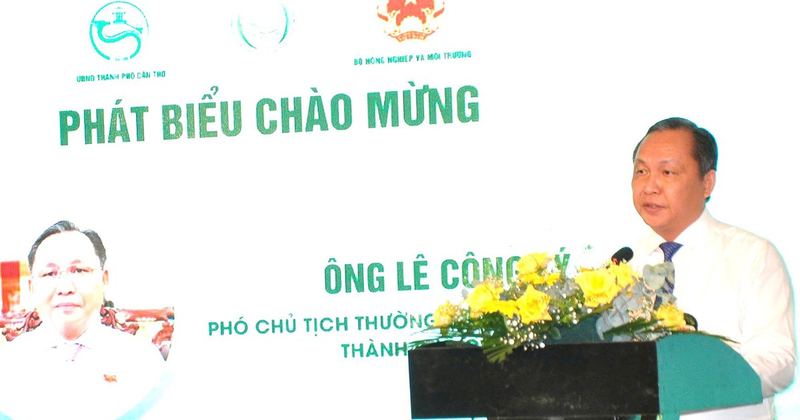 UBND THÀNH PHỐ CẦN THƠ
BỘ NÔNG NGHIỆP VÀ MÔI TRƯỜNG
PHÁT BIỂU CHÀO MỪNG
ÔNG LÊ CÔNG LÝ
PHÓ CHỦ TỊCH THƯỜNG
THÀNH